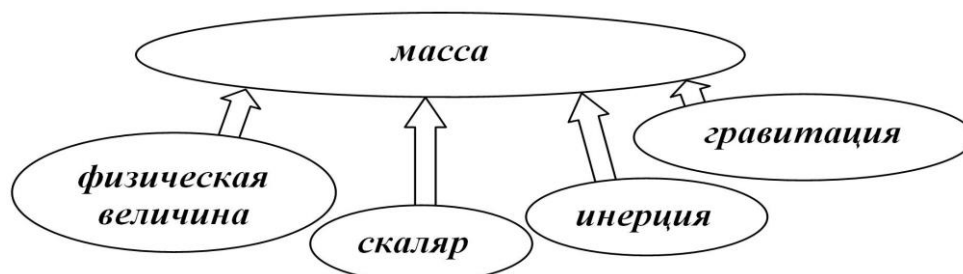 масса
гравитация
физическая
величина
инерция
скаляр